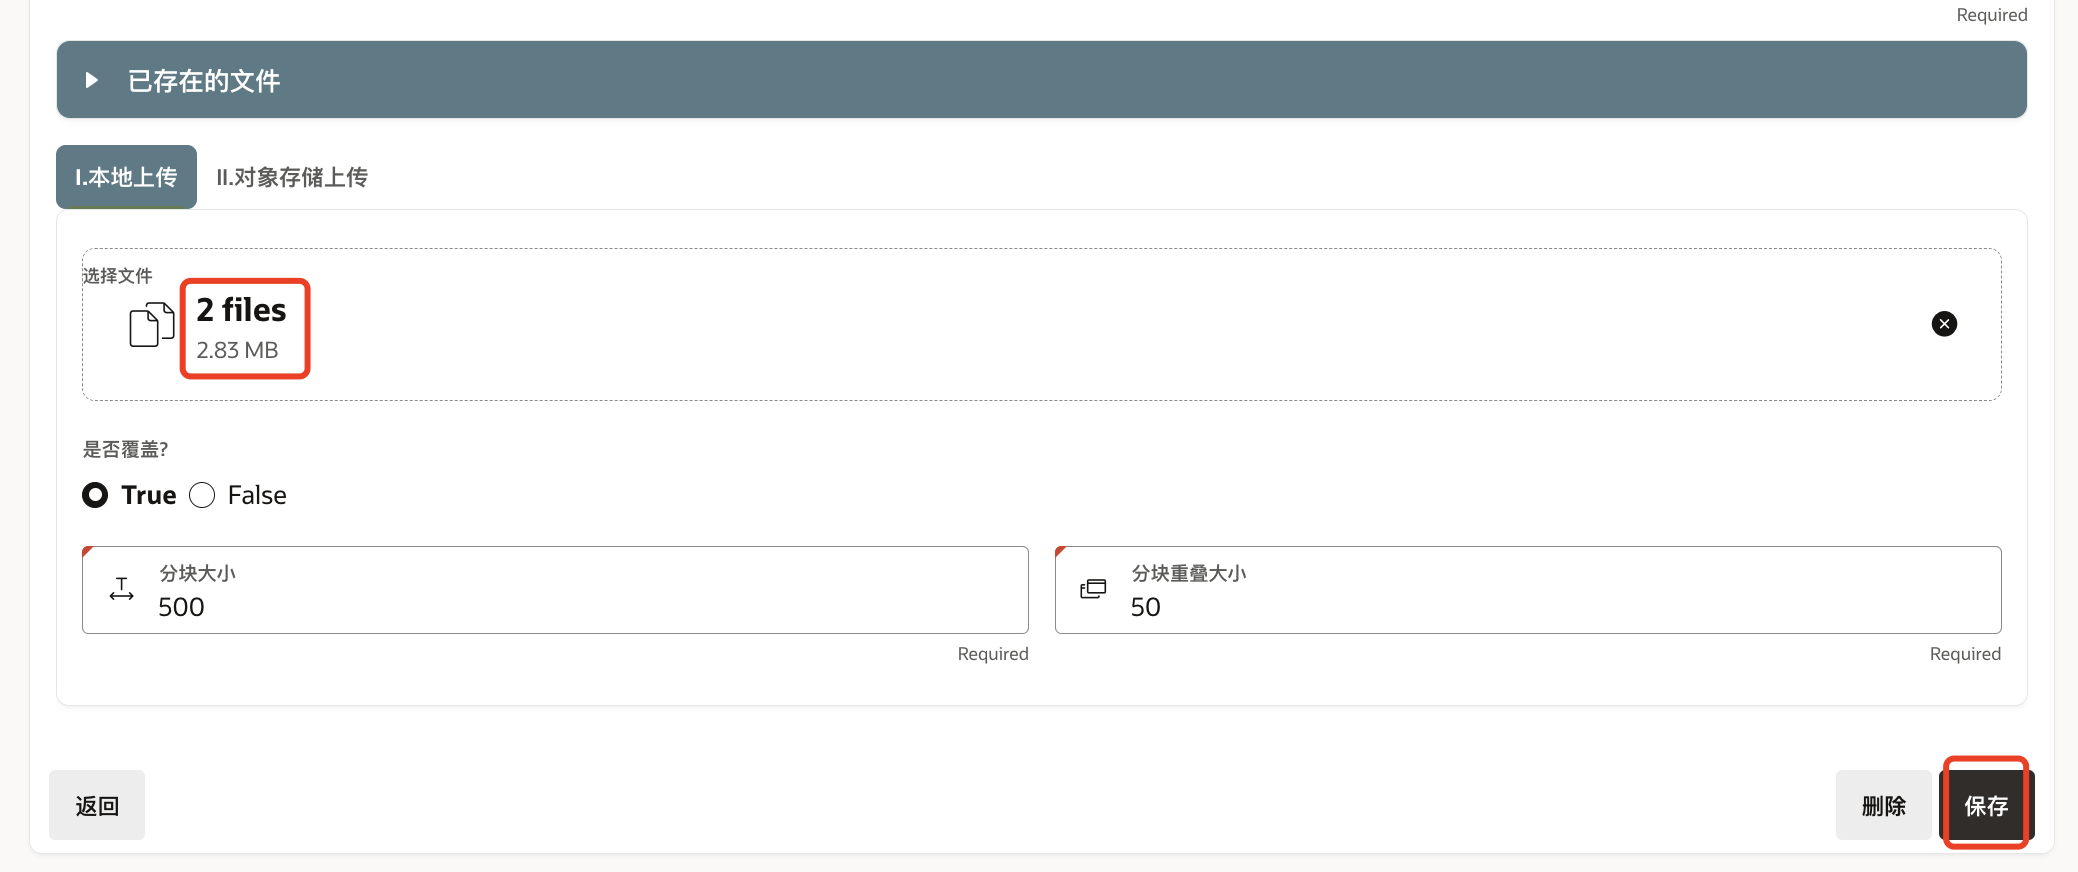 Required
已存在的文件
I.本地上传
II.对象存储上传
选择文件
2 files
2.83 MB
是否覆盖?
True
False
分块大小
500
分块重叠大小
50
Required
Required
返回
删除
保存